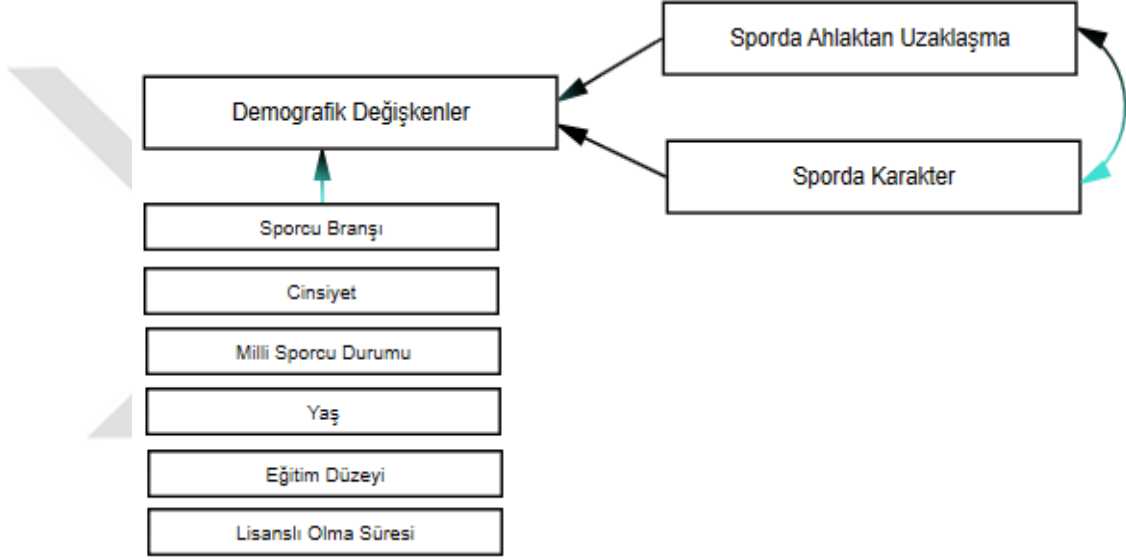 Sporda Ahlaktan Uzaklaşma
Demografik Değişkenler
Sporda Karakter
Sporcu Branşı
Cinsiyet
Milli Sporcu Durumu
Yaş
Eğitim Düzeyi
Lisanslı Olma Süresi